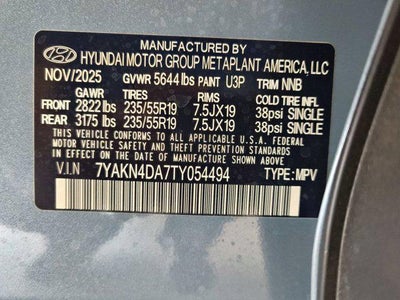 MANUFACTURED BY
HYUNDAI MOTOR GROUP METAPLANT AMERICA, LLC
NOV/2025 GVWR 5644 lbs PAINT U3P TRIM NNB
GAWR TIRES RIMS COLD TIRE INFL
FRONT 2822 lbs 235/55R19 7.5JX19 38psi SINGLE
REAR 3175 lbs 235/55R19 7.5JX19 38psi SINGLE
THIS VEHICLE CONFORMS TO ALL APPLICABLE U.S.A. FEDERAL
MOTOR VEHICLE SAFETY AND THEFT PREVENTION STANDARDS
IN EFFECT ON THE DATE OF MANUFACTURE SHOWN ABOVE.
V.I.N 7YAKN4DA7TY054494 TYPE: MPV